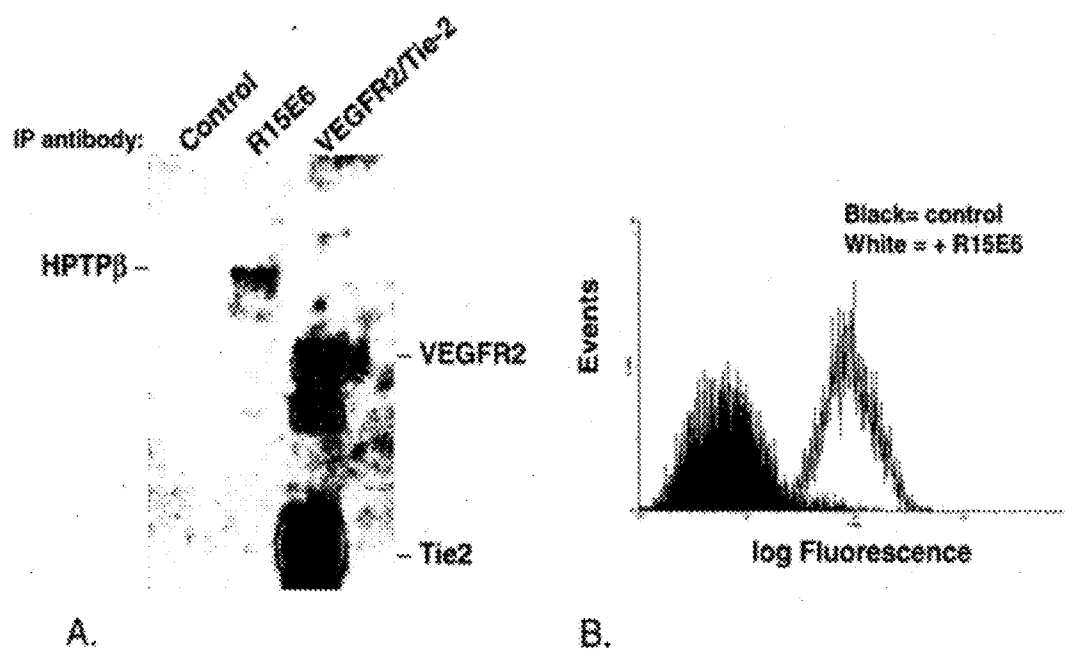 IP antibody:
Control
R15E6
VEGFR2/Tie-2
HPTPβ –
– VEGFR2
– Tie2
A.
Black= control
White = + R15E6
Events
log Fluorescence
B.